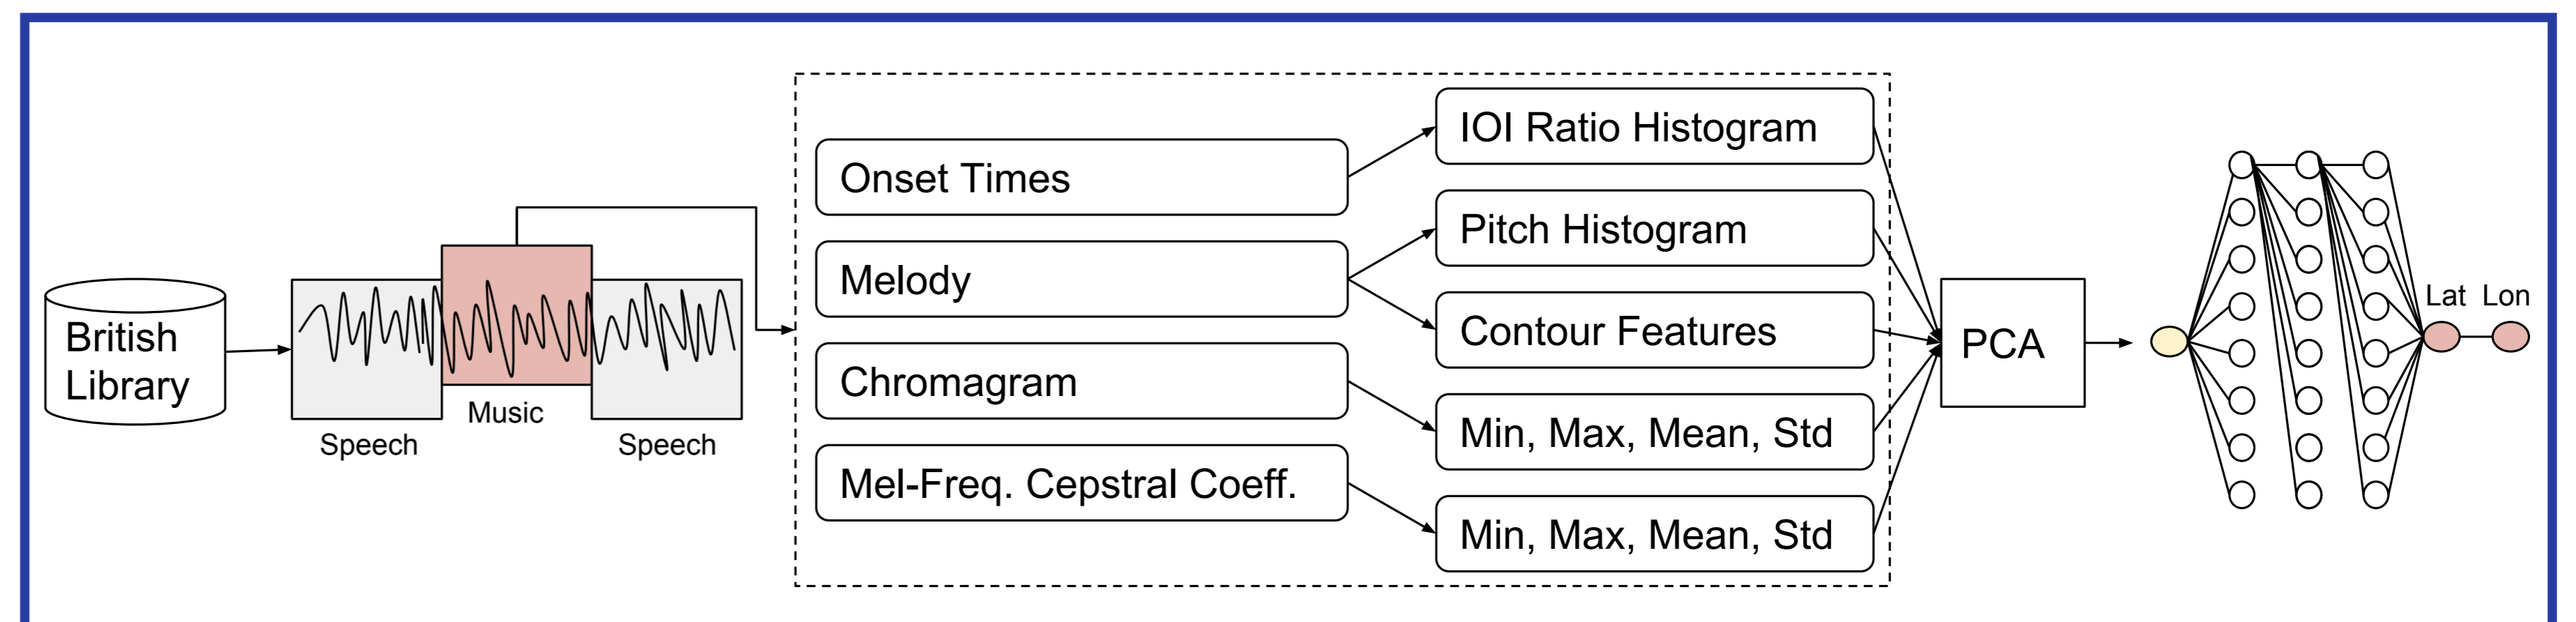 British
Library
Speech
Music
Speech
Onset Times
Melody
Chromagram
Mel-Freq. Cepstral Coeff.
IOI Ratio Histogram
Pitch Histogram
Contour Features
Min, Max, Mean, Std
Min, Max, Mean, Std
PCA
Lat Lon